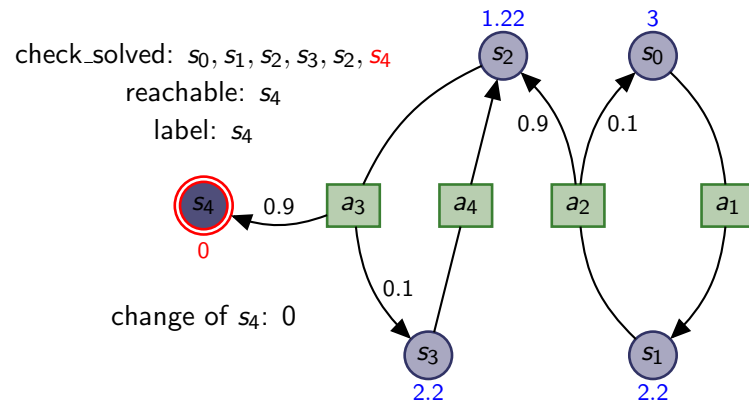 1.22
3
check_solved: s₀, s₁, s₂, s₃, s₂, s₄
s₂
s₀
reachable: s₄
label: s₄
0.9
0.1
s₄
0.9
a₃
a₄
a₂
a₁
0
0.1
change of s₄: 0
s₃
s₁
2.2
2.2